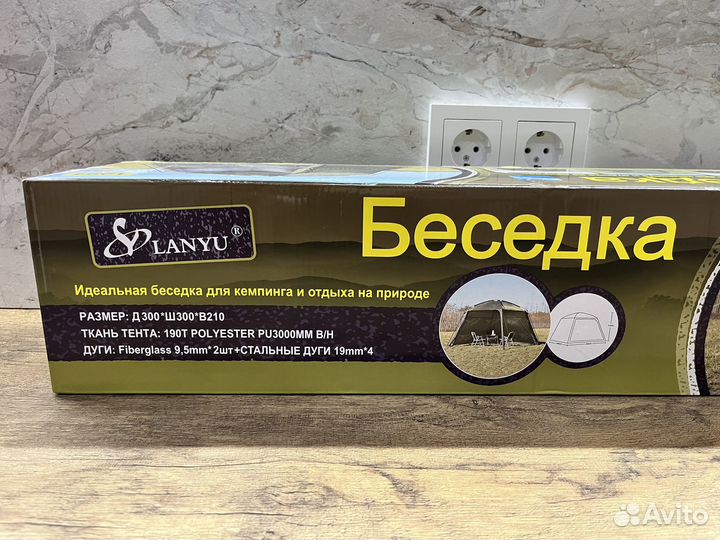 LANYU®
Беседка
Идеальная беседка для кемпинга и отдыха на природе
РАЗМЕР: Д300*Ш300*В210
ТКАНЬ ТЕНТА: 190T POLYESTER PU3000MM В/Н
ДУГИ: Fiberglass 9,5mm*2шт+СТАЛЬНЫЕ ДУГИ 19mm*4
Avito